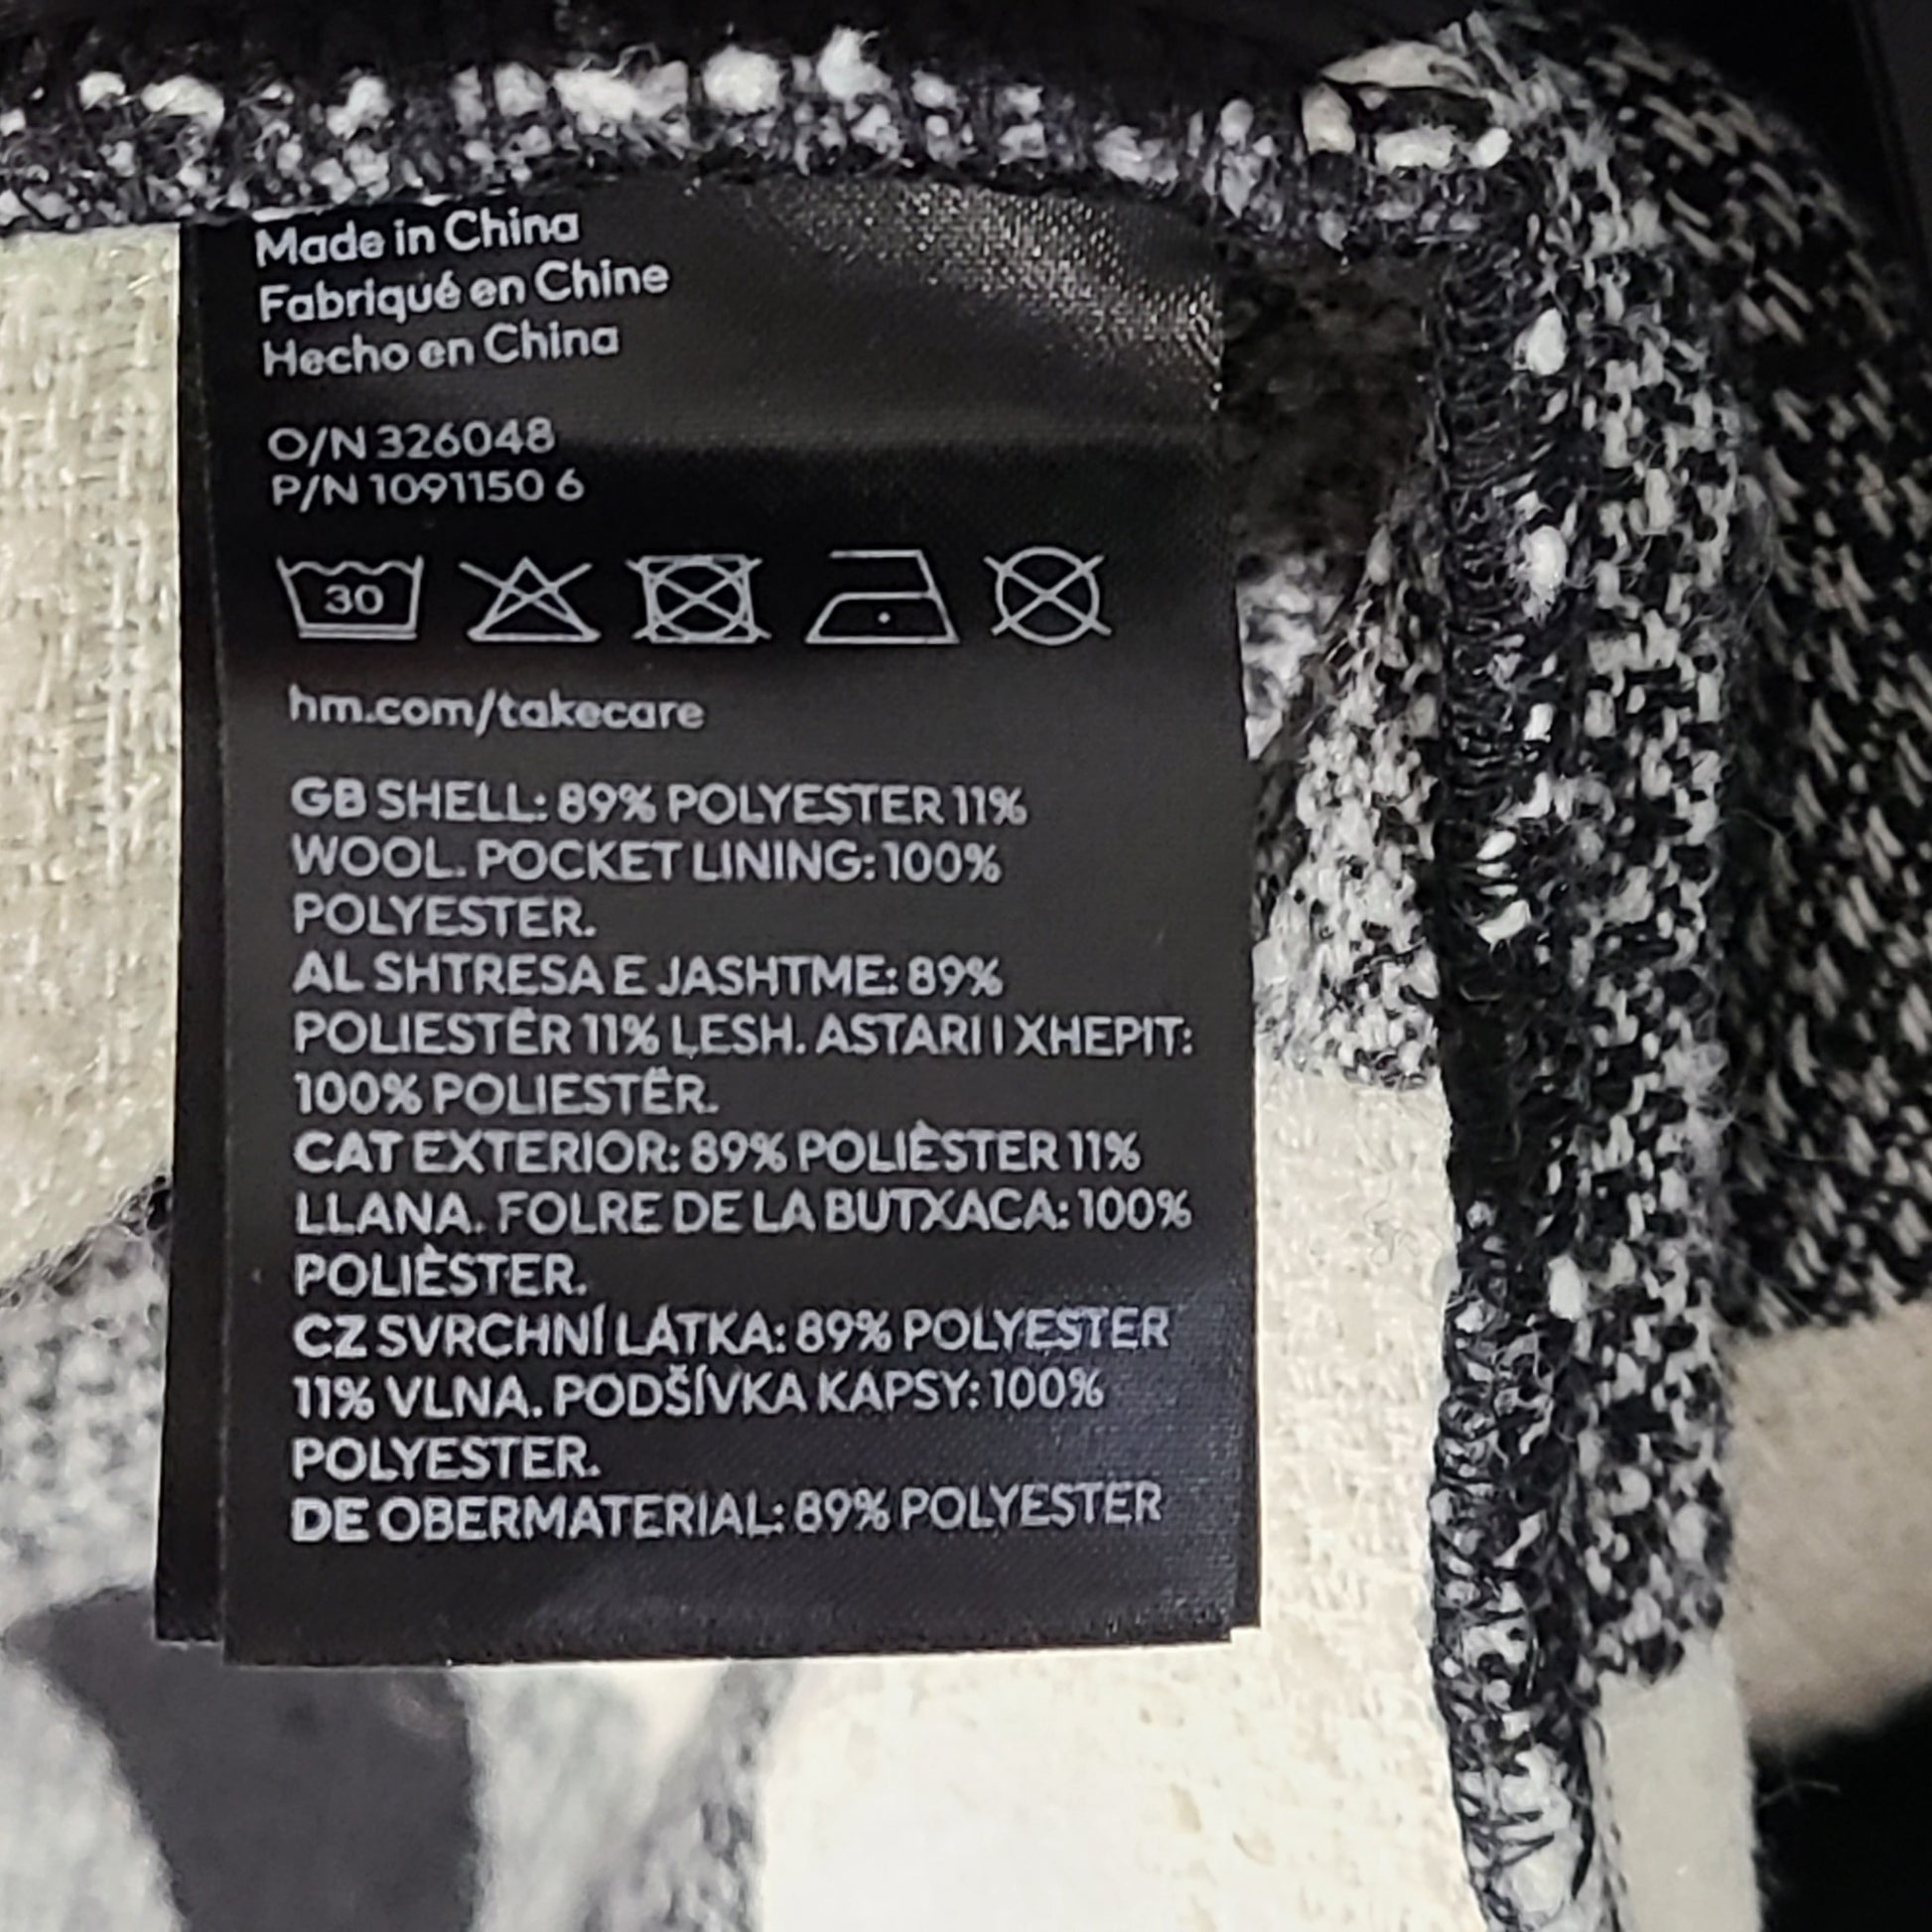 Made in China
Fabriqué en Chine
Hecho en China
O/N 326048
P/N 1091150 6
30
hm.com/takecare
GB SHELL: 89% POLYESTER 11%
WOOL. POCKET LINING: 100%
POLYESTER.
AL SHTRESA E JASHTME: 89%
POLIESTËR 11% LESH. ASTARI I XHEPIT:
100% POLIESTËR.
CAT EXTERIOR: 89% POLIÈSTER 11%
LLANA. FOLRE DE LA BUTXACA: 100%
POLIÈSTER.
CZ SVRCHNÍ LÁTKA: 89% POLYESTER
11% VLNA. PODŠÍVKA KAPSY: 100%
POLYESTER.
DE OBERMATERIAL: 89% POLYESTER